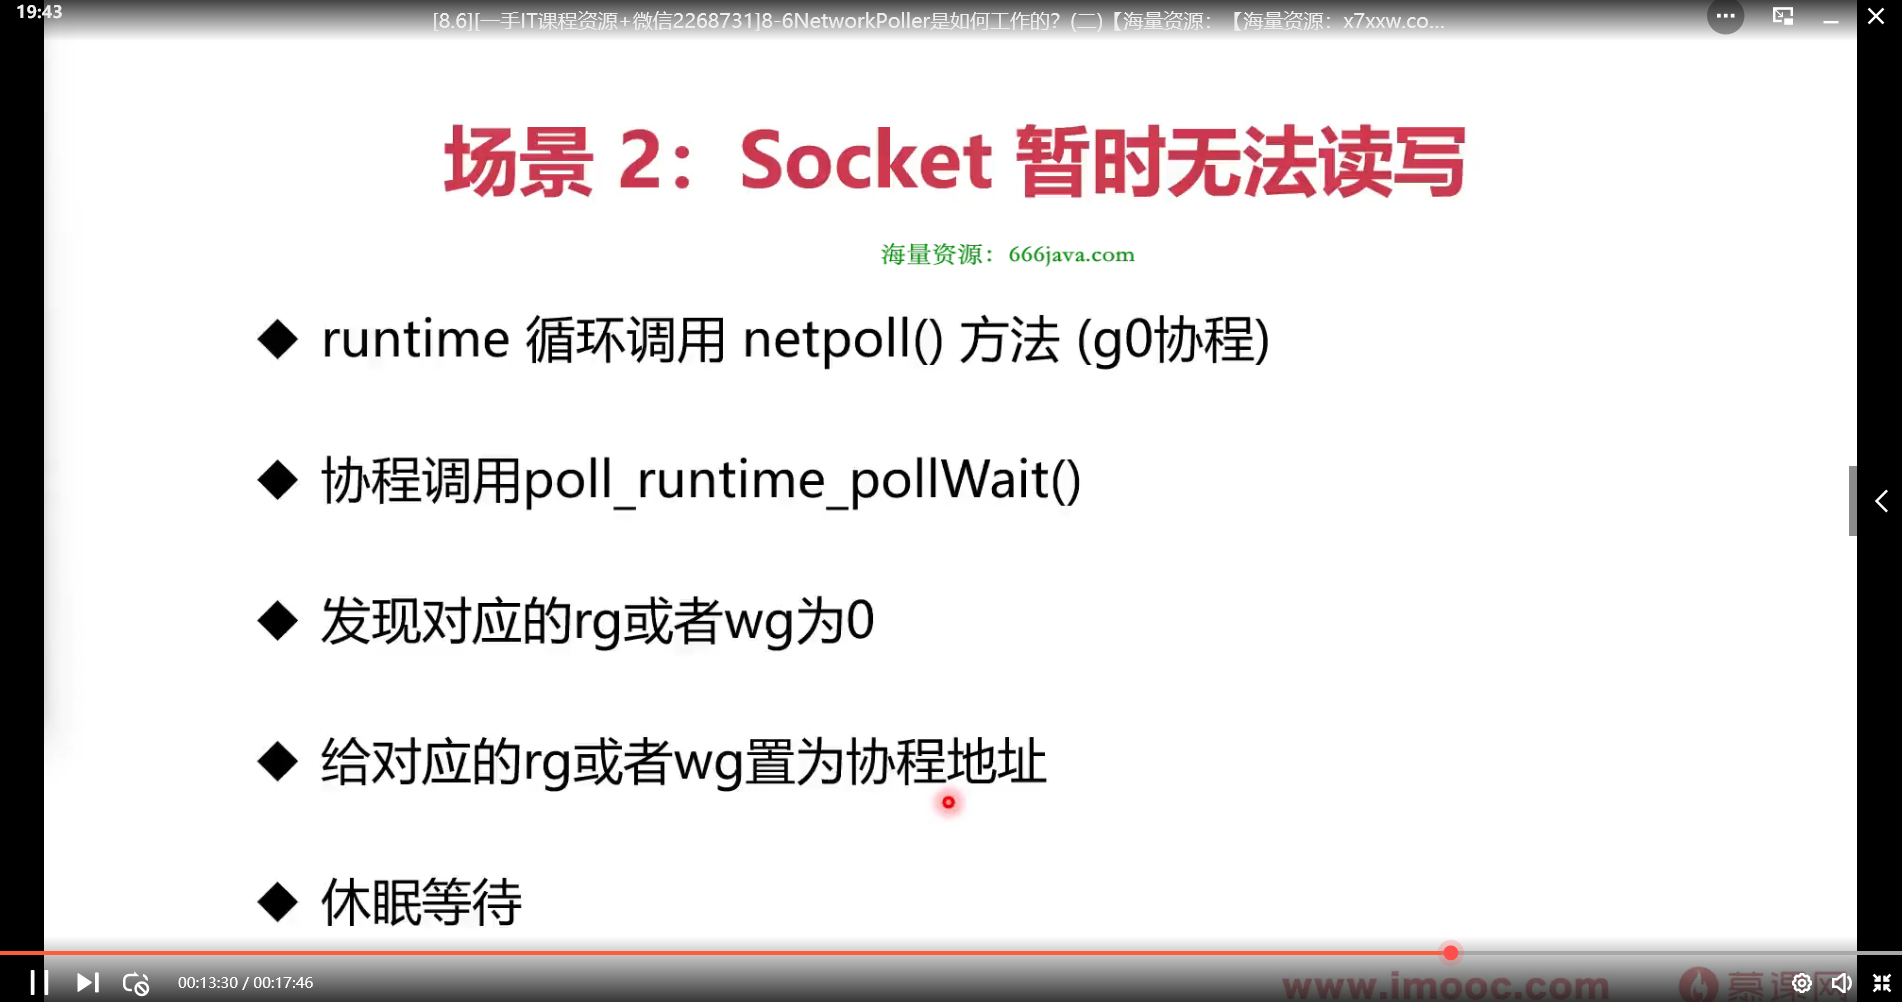 19:43
[8.6][一手IT课程资源+微信2268731]8-6NetworkPoller是如何工作的？(二)【海量资源：【海量资源：x7xxw.co...
场景 2：Socket 暂时无法读写
海量资源：666java.com
◆ runtime 循环调用 netpoll() 方法 (g0协程)
◆ 协程调用poll_runtime_pollWait()
◆ 发现对应的rg或者wg为0
◆ 给对应的rg或者wg置为协程地址
◆ 休眠等待
00:13:30 / 00:17:46
www.imooc.com 慕课网